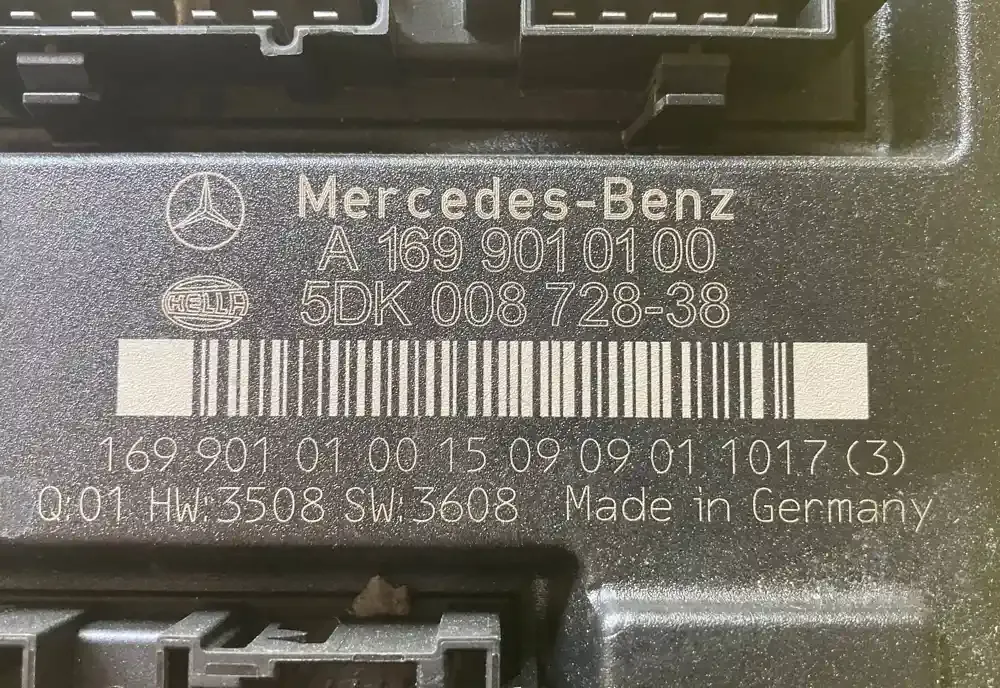 Mercedes-Benz
A 169 901 01 00
HELLA
5DK 008 728-38
169 901 01 00 15 09 09 01 1017 (3)
Q:01 HW:3508 SW:3608 Made in Germany